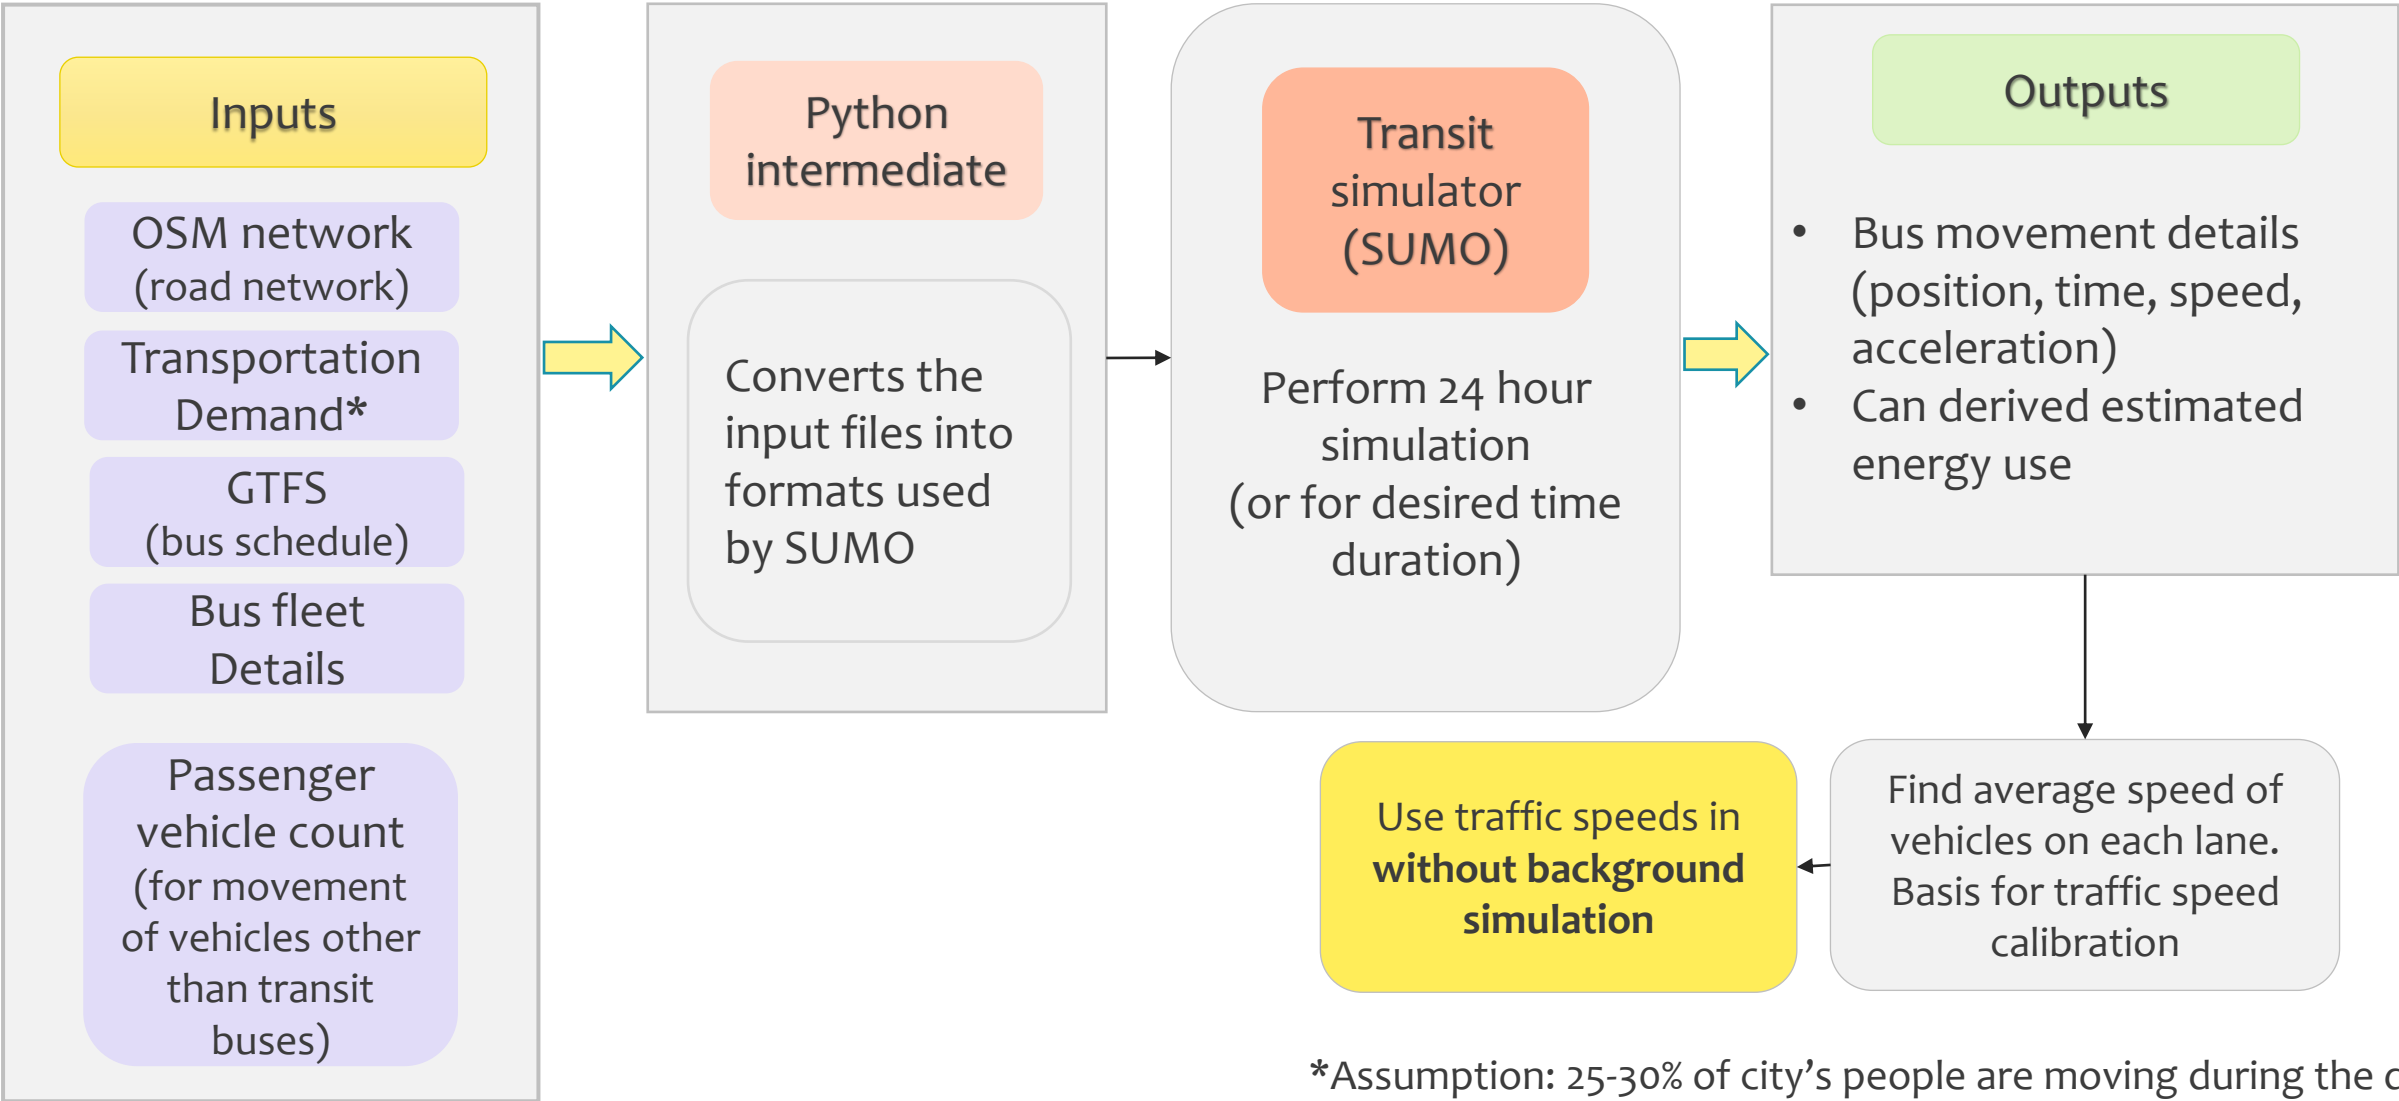 Inputs
OSM network
(road network)
Transportation
Demand*
GTFS
(bus schedule)
Bus fleet
Details
Passenger
vehicle count
(for movement
of vehicles other
than transit
buses)
Python
intermediate
Converts the
input files into
formats used
by SUMO
Transit
simulator
(SUMO)
Perform 24 hour
simulation
(or for desired time
duration)
Outputs
• Bus movement details
(position, time, speed,
acceleration)
• Can derived estimated
energy use
Find average speed of
vehicles on each lane.
Basis for traffic speed
calibration
Use traffic speeds in
without background
simulation
*Assumption: 25-30% of city's people are moving during the